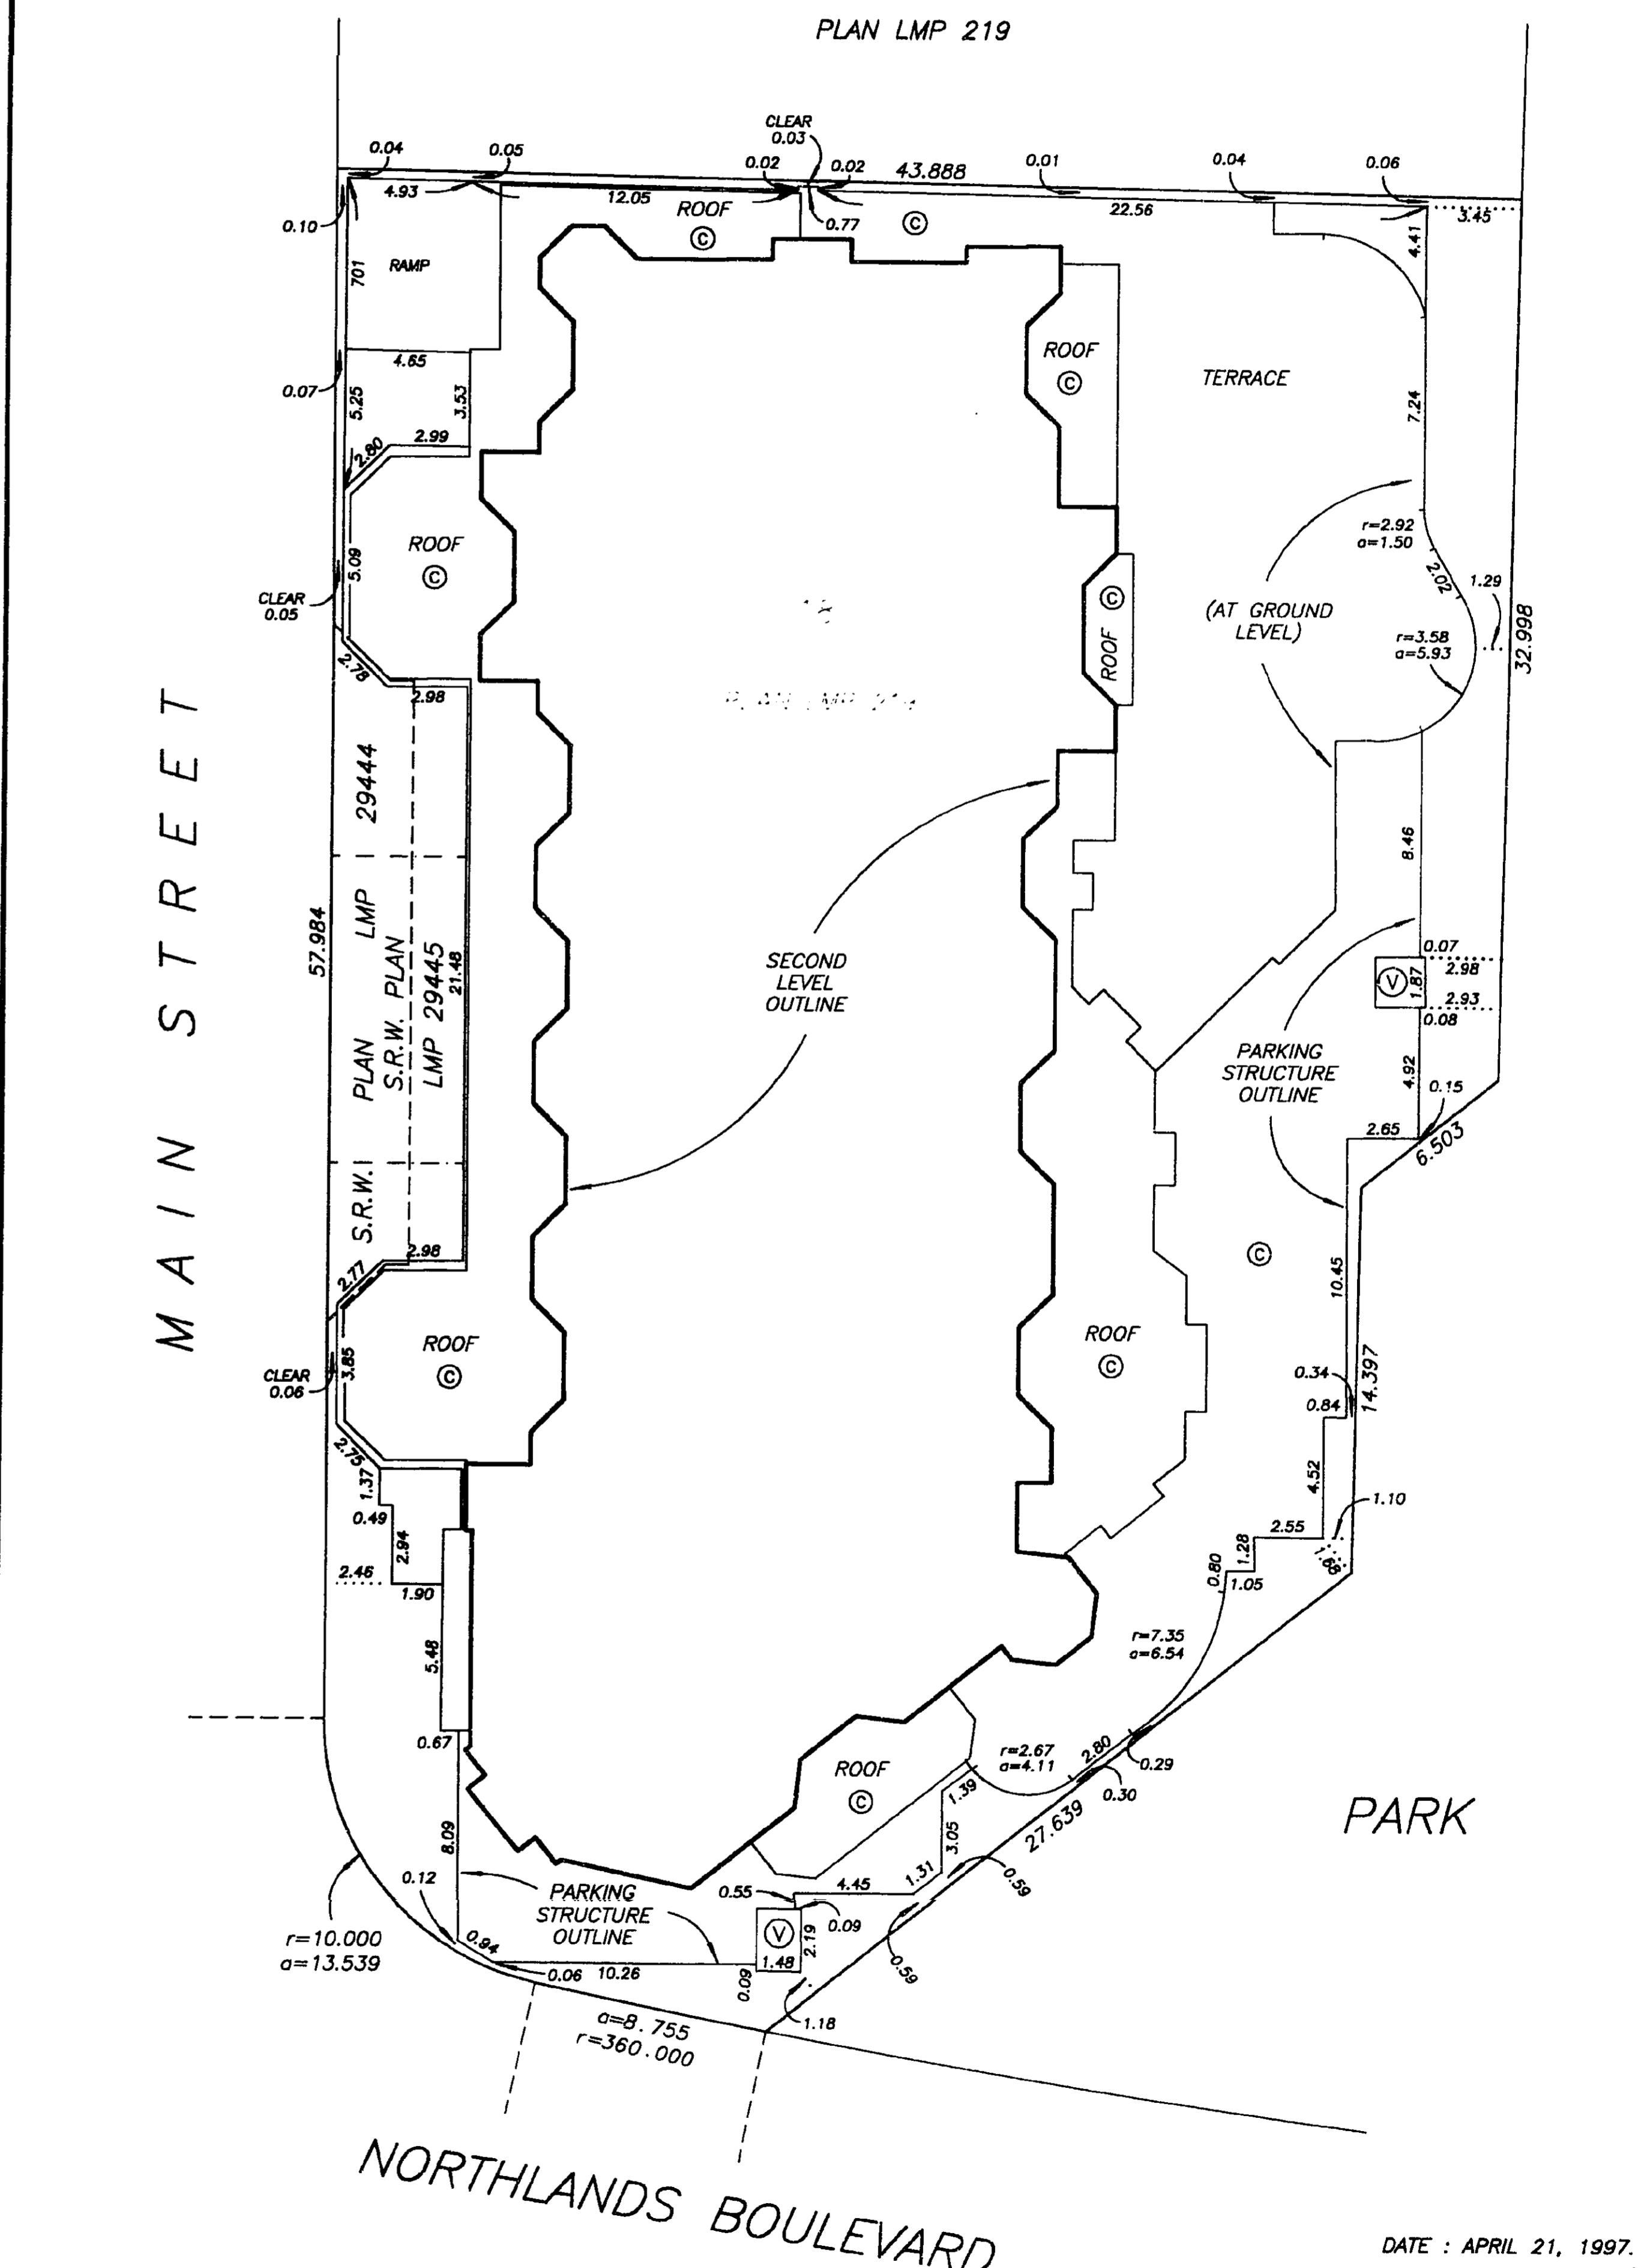 PLAN LMP 219
CLEAR
0.03
0.04
0.05
0.02
0.02
43.888
0.01
0.04
0.06
4.93
12.05
ROOF
C
0.77
C
22.56
3.45
0.10
701
RAMP
4.41
4.65
0.07
5.25
3.53
ROOF
C
TERRACE
7.24
2.99
2.80
ROOF
C
5.09
CLEAR
0.05
r=2.92
a=1.50
2.02
1.29
C
ROOF
(AT GROUND
LEVEL)
r=3.58
a=5.93
32.998
18
PLAN LMP 219
2.78
2.98
MAIN STREET
57.984
S.R.W. PLAN LMP 29444
S.R.W. PLAN
LMP 29445
21.48
SECOND
LEVEL
OUTLINE
8.46
0.07
2.98
V
1.87
2.93
0.08
PARKING
STRUCTURE
OUTLINE
4.92
0.15
2.65
6.503
2.98
2.77
C
10.45
ROOF
C
3.85
CLEAR
0.06
ROOF
C
0.34
14.397
0.84
2.75
1.37
0.49
2.94
4.52
1.10
2.46
1.90
2.55
1.28
1.68
0.80
1.05
5.48
r=7.35
a=6.54
0.67
ROOF
C
r=2.67
a=4.11
2.80
0.29
0.30
1.39
27.639
PARK
8.09
3.05
0.12
PARKING
STRUCTURE
OUTLINE
0.55
4.45
1.31
0.59
0.09
V
2.19
1.48
r=10.000
a=13.539
0.94
0.06
10.26
0.09
0.59
1.18
a=8.755
r=360.000
NORTHLANDS BOULEVARD
DATE : APRIL 21, 1997.